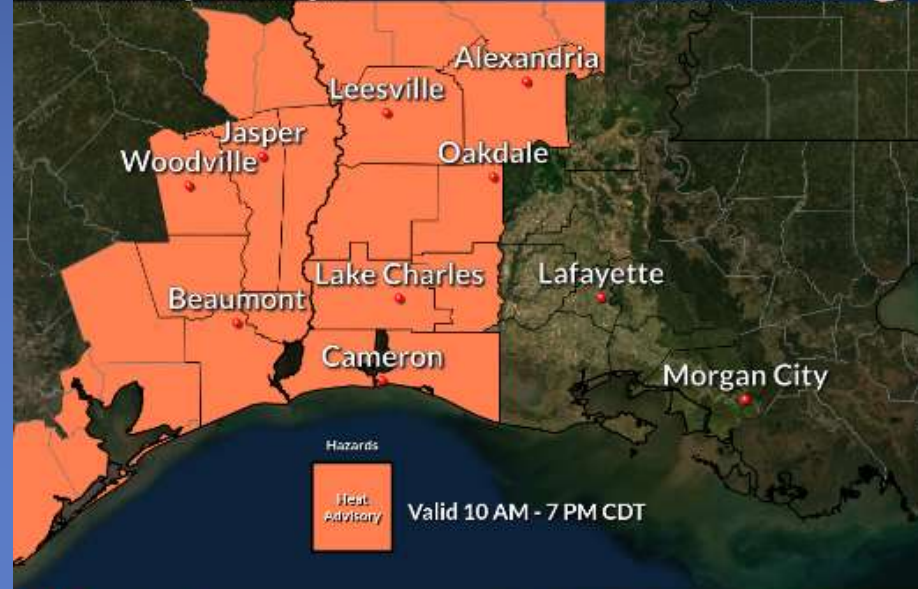 Alexandria
Leesville
Jasper
Oakdale
Woodville
Lake Charles
Lafayette
Beaumont
Cameron
Morgan City
Hazards
Heat
Advisory
Valid 10 AM - 7 PM CDT